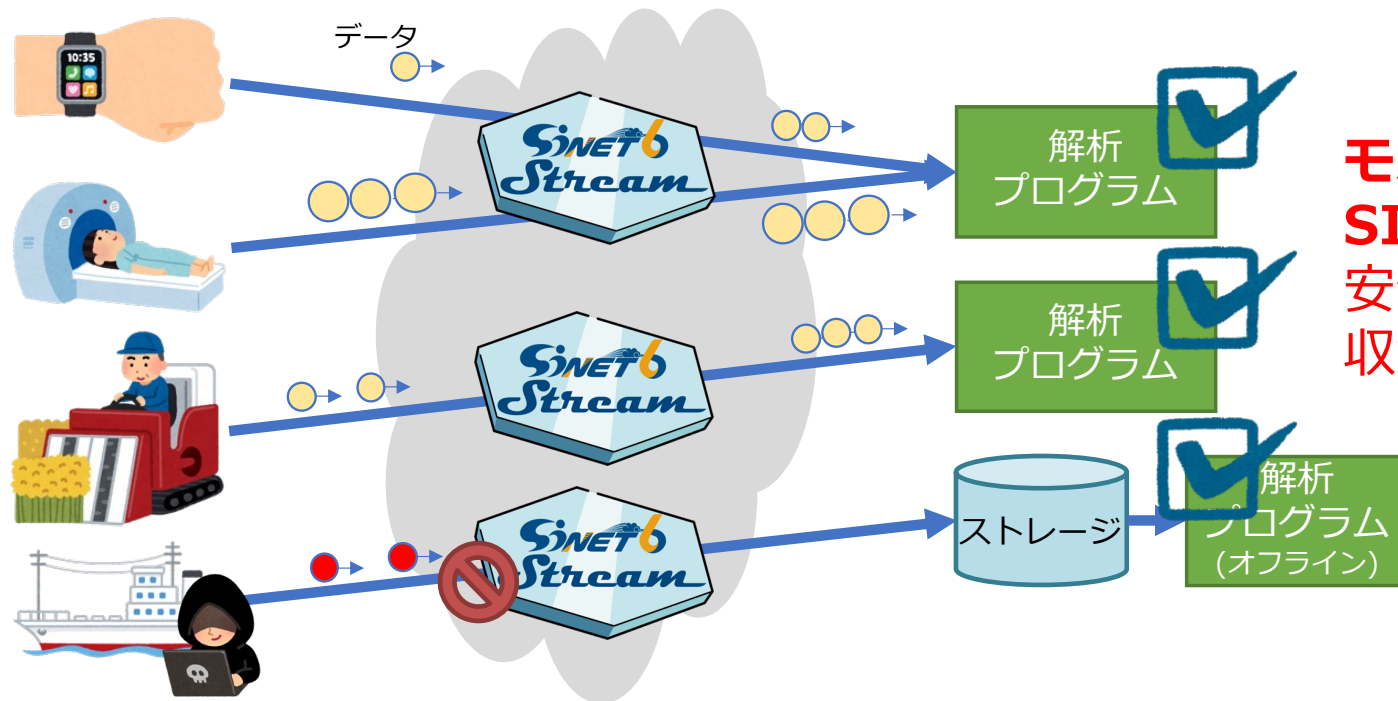 データ
10:35
SINET6
Stream
解析
プログラム
モ
SI
安
収
SINET6
Stream
解析
プログラム
SINET6
Stream
ストレージ
解析
プログラム
(オフライン)